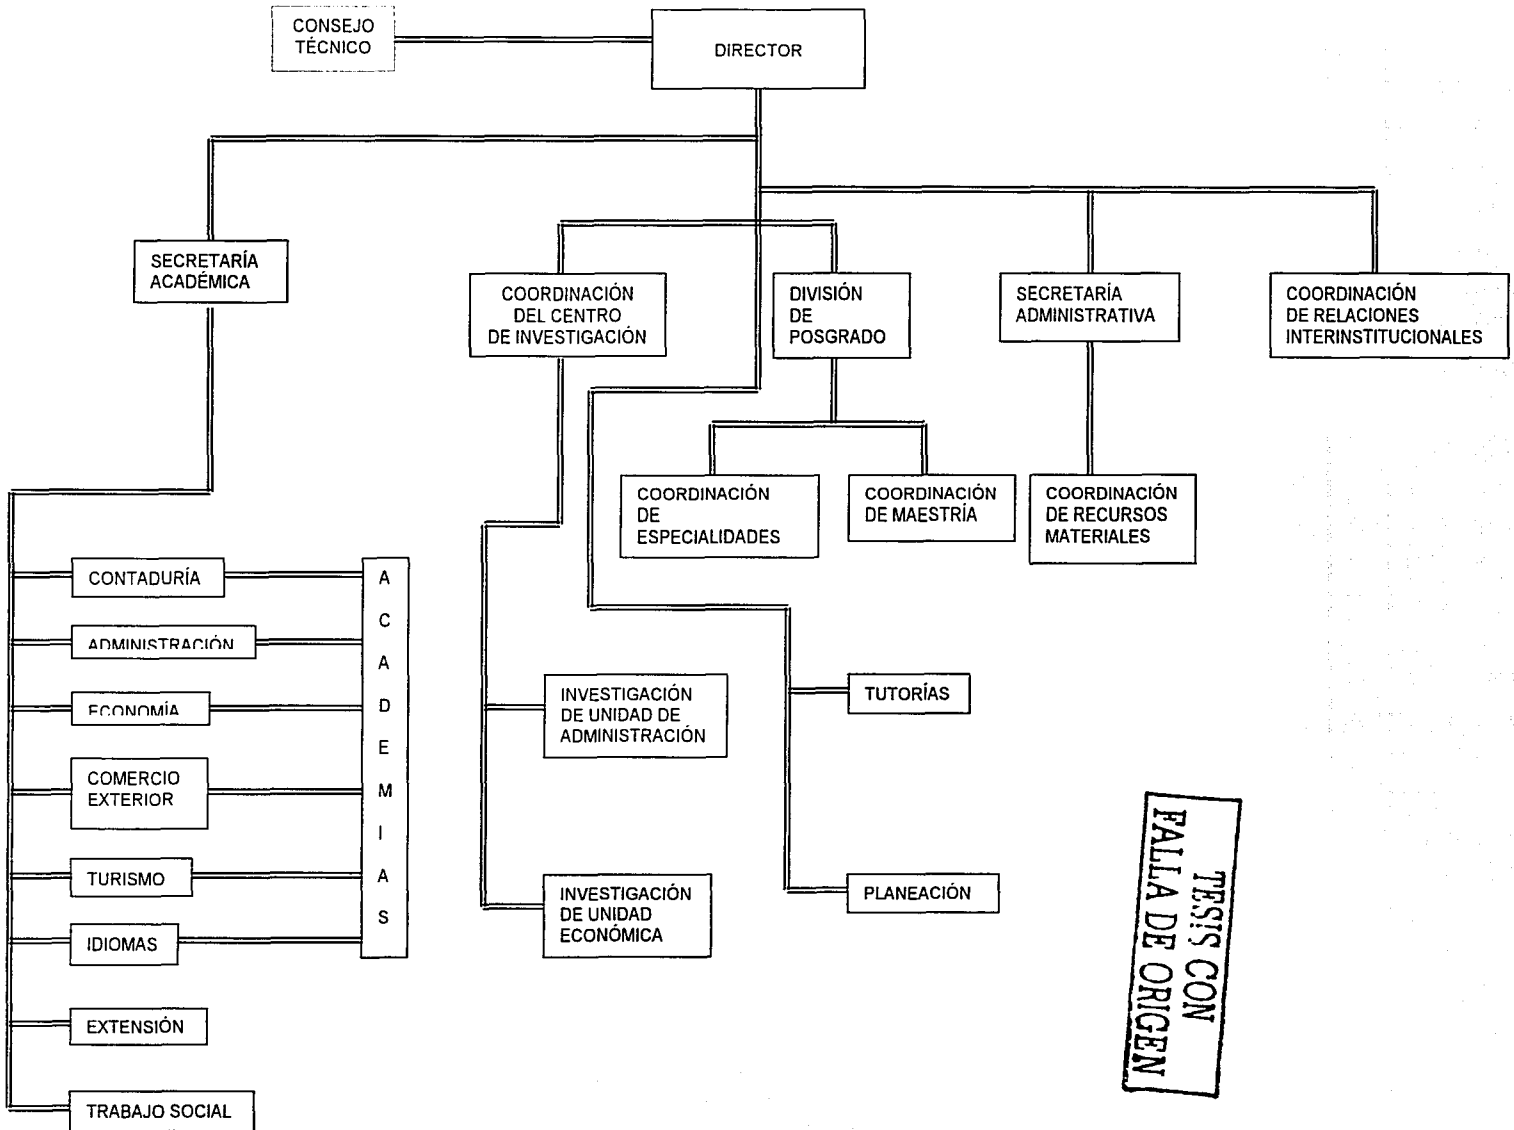 CONSEJO
TÉCNICO
DIRECTOR
SECRETARÍA
ACADÉMICA
COORDINACIÓN
DEL CENTRO
DE INVESTIGACIÓN
DIVISIÓN
DE
POSGRADO
SECRETARÍA
ADMINISTRATIVA
COORDINACIÓN
DE RELACIONES
INTERINSTITUCIONALES
COORDINACIÓN
DE
ESPECIALIDADES
COORDINACIÓN
DE MAESTRÍA
COORDINACIÓN
DE RECURSOS
MATERIALES
CONTADURÍA
ADMINISTRACIÓN
ECONOMÍA
COMERCIO
EXTERIOR
TURISMO
IDIOMAS
EXTENSIÓN
TRABAJO SOCIAL
A
C
A
D
E
M
I
A
S
INVESTIGACIÓN
DE UNIDAD DE
ADMINISTRACIÓN
INVESTIGACIÓN
DE UNIDAD
ECONÓMICA
TUTORÍAS
PLANEACIÓN
TESIS CON
FALLA DE ORIGEN